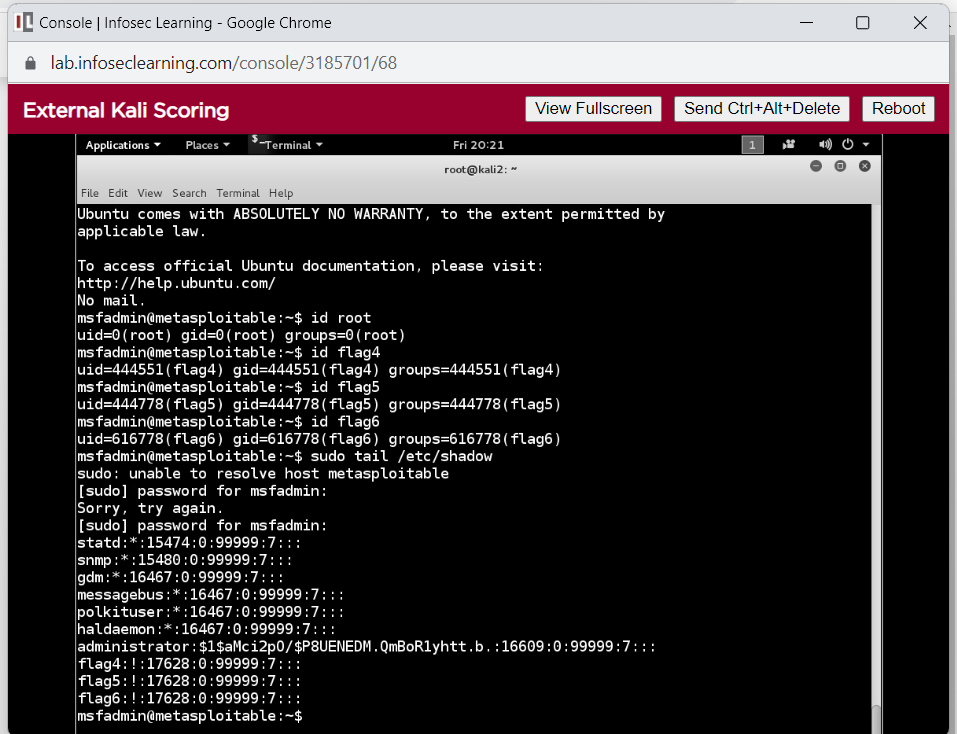 Console | Infosec Learning - Google Chrome
lab.infoseclearning.com/console/3185701/68
External Kali Scoring View Fullscreen Send Ctrl+Alt+Delete Reboot
Applications Places Terminal Fri 20:21 1
root@kali2: ~
File Edit View Search Terminal Help
Ubuntu comes with ABSOLUTELY NO WARRANTY, to the extent permitted by
applicable law.
To access official Ubuntu documentation, please visit:
http://help.ubuntu.com/
No mail.
msfadmin@metasploitable:~$ id root
uid=0(root) gid=0(root) groups=0(root)
msfadmin@metasploitable:~$ id flag4
uid=444551(flag4) gid=444551(flag4) groups=444551(flag4)
msfadmin@metasploitable:~$ id flag5
uid=444778(flag5) gid=444778(flag5) groups=444778(flag5)
msfadmin@metasploitable:~$ id flag6
uid=616778(flag6) gid=616778(flag6) groups=616778(flag6)
msfadmin@metasploitable:~$ sudo tail /etc/shadow
sudo: unable to resolve host metasploitable
[sudo] password for msfadmin:
Sorry, try again.
[sudo] password for msfadmin:
statd:*:15474:0:99999:7:::
snmp:*:15480:0:99999:7:::
gdm:*:16467:0:99999:7:::
messagebus:*:16467:0:99999:7:::
polkituser:*:16467:0:99999:7:::
haldaemon:*:16467:0:99999:7:::
administrator:$1$aMci2pO/$P8UENEDM.QmBoR1yhtt.b.:16609:0:99999:7:::
flag4:!:17628:0:99999:7:::
flag5:!:17628:0:99999:7:::
flag6:!:17628:0:99999:7:::
msfadmin@metasploitable:~$